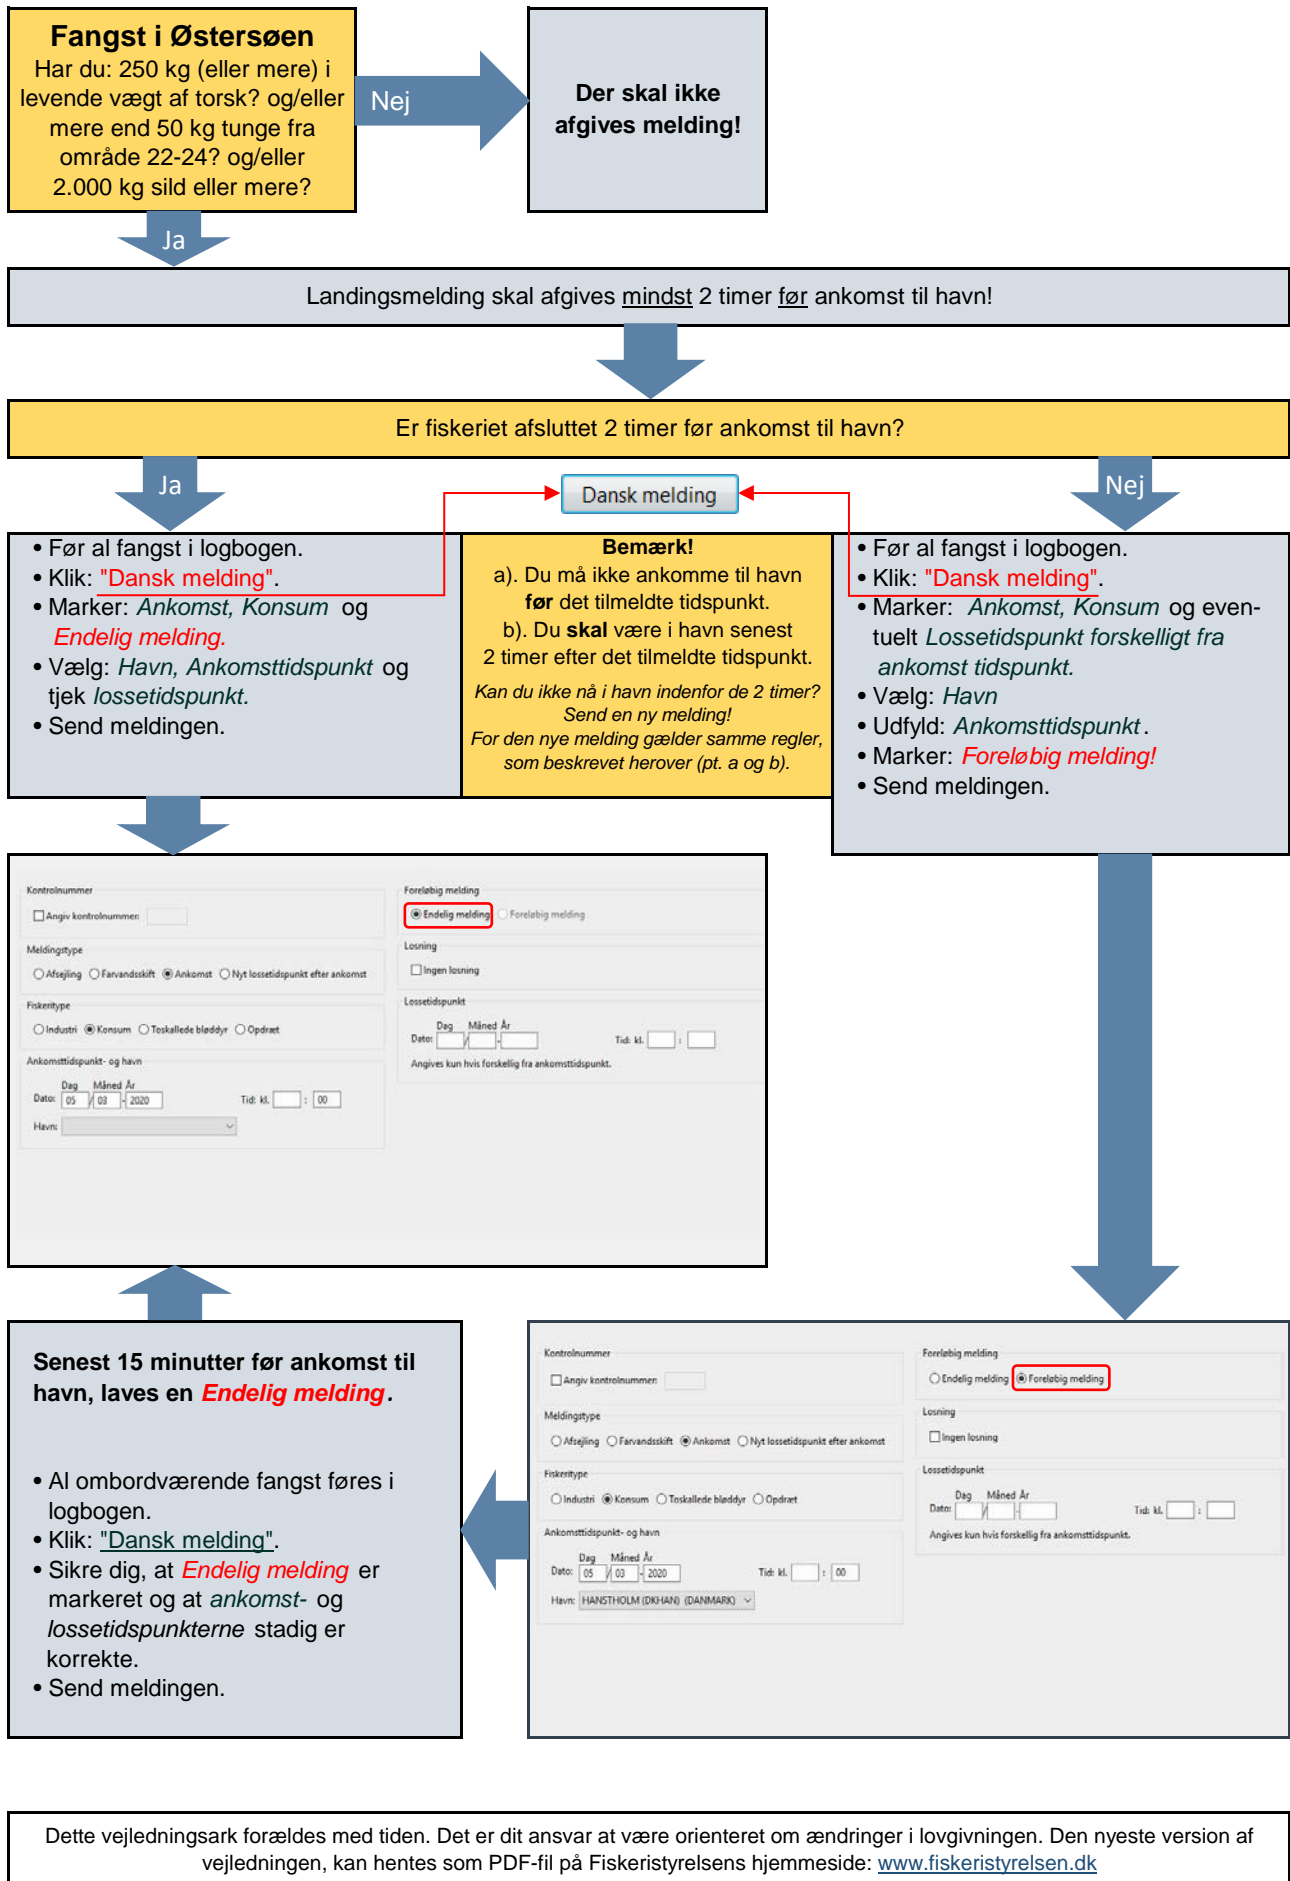 Fangst i Østersøen
Har du: 250 kg (eller mere) i
levende vægt af torsk? og/eller
mere end 50 kg tunge fra
område 22-24? og/eller
2.000 kg sild eller mere?
Nej
Der skal ikke
afgives melding!
Ja
Landingsmelding skal afgives mindst 2 timer før ankomst til havn!
Er fiskeriet afsluttet 2 timer før ankomst til havn?
Ja
Dansk melding
Nej
• Før al fangst i logbogen.
• Klik: "Dansk melding".
• Marker: Ankomst, Konsum og
Endelig melding.
• Vælg: Havn, Ankomsttidspunkt og
tjek lossetidspunkt.
• Send meldingen.
Bemærk!
a). Du må ikke ankomme til havn
før det tilmeldte tidspunkt.
b). Du skal være i havn senest
2 timer efter det tilmeldte tidspunkt.
Kan du ikke nå i havn indenfor de 2 timer?
Send en ny melding!
For den nye melding gælder samme regler,
som beskrevet herover (pt. a og b).
• Før al fangst i logbogen.
• Klik: "Dansk melding".
• Marker: Ankomst, Konsum og even-
tuelt Lossetidspunkt forskelligt fra
ankomst tidspunkt.
• Vælg: Havn
• Udfyld: Ankomsttidspunkt.
• Marker: Foreløbig melding!
• Send meldingen.
Kontrolnummer
Angiv kontrolnummer:
Meldingstype
Afsejling Farvandsskift Ankomst Nyt lossetidspunkt efter ankomst
Fiskeritype
Industri Konsum Toskallede bløddyr Opdræt
Ankomsttidspunkt- og havn
Dag Måned År
Dato: 05 / 03 - 2020 Tid: kl. : 00
Havn:
Foreløbig melding
Endelig melding Foreløbig melding
Losning
Ingen losning
Lossetidspunkt
Dag Måned År
Dato: / - Tid: kl. :
Angives kun hvis forskellig fra ankomsttidspunkt.
Senest 15 minutter før ankomst til
havn, laves en Endelig melding.
• Al ombordværende fangst føres i
logbogen.
• Klik: "Dansk melding".
• Sikre dig, at Endelig melding er
markeret og at ankomst- og
lossetidspunkterne stadig er
korrekte.
• Send meldingen.
Kontrolnummer
Angiv kontrolnummer:
Meldingstype
Afsejling Farvandsskift Ankomst Nyt lossetidspunkt efter ankomst
Fiskeritype
Industri Konsum Toskallede bløddyr Opdræt
Ankomsttidspunkt- og havn
Dag Måned År
Dato: 05 / 03 - 2020 Tid: kl. : 00
Havn: HANSTHOLM (DKHAN) (DANMARK)
Foreløbig melding
Endelig melding Foreløbig melding
Losning
Ingen losning
Lossetidspunkt
Dag Måned År
Dato: / - Tid: kl. :
Angives kun hvis forskellig fra ankomsttidspunkt.
Dette vejledningsark forældes med tiden. Det er dit ansvar at være orienteret om ændringer i lovgivningen. Den nyeste version af
vejledningen, kan hentes som PDF-fil på Fiskeristyrelsens hjemmeside: www.fiskeristyrelsen.dk